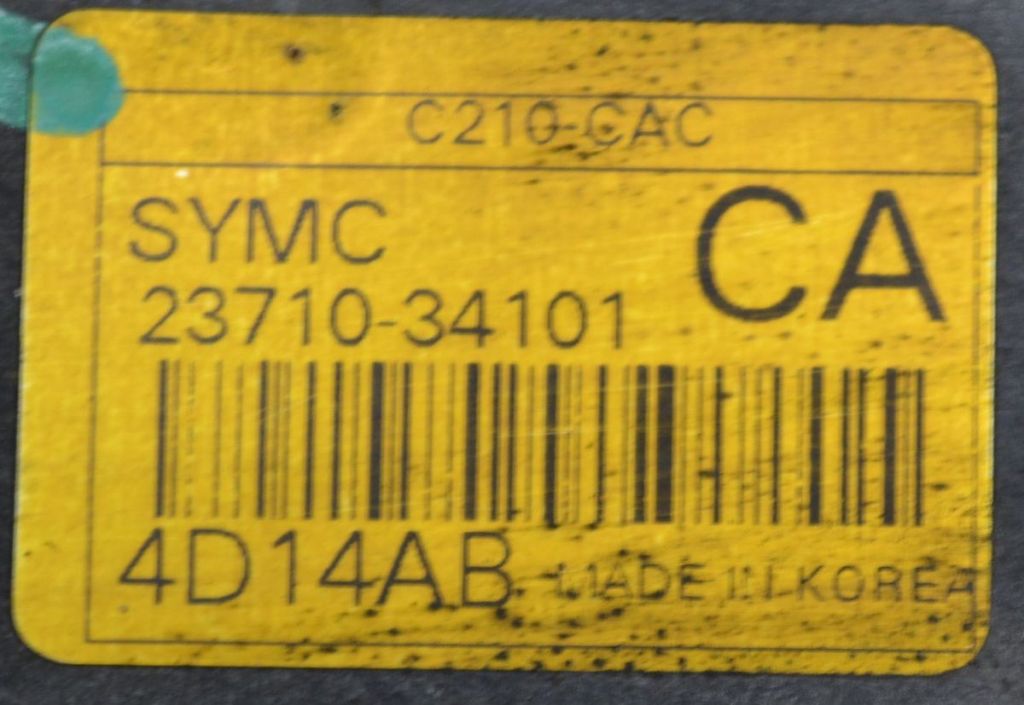 C210-CAC
SYMC
CA
23710-34101
4D14AB
MADE IN KOREA